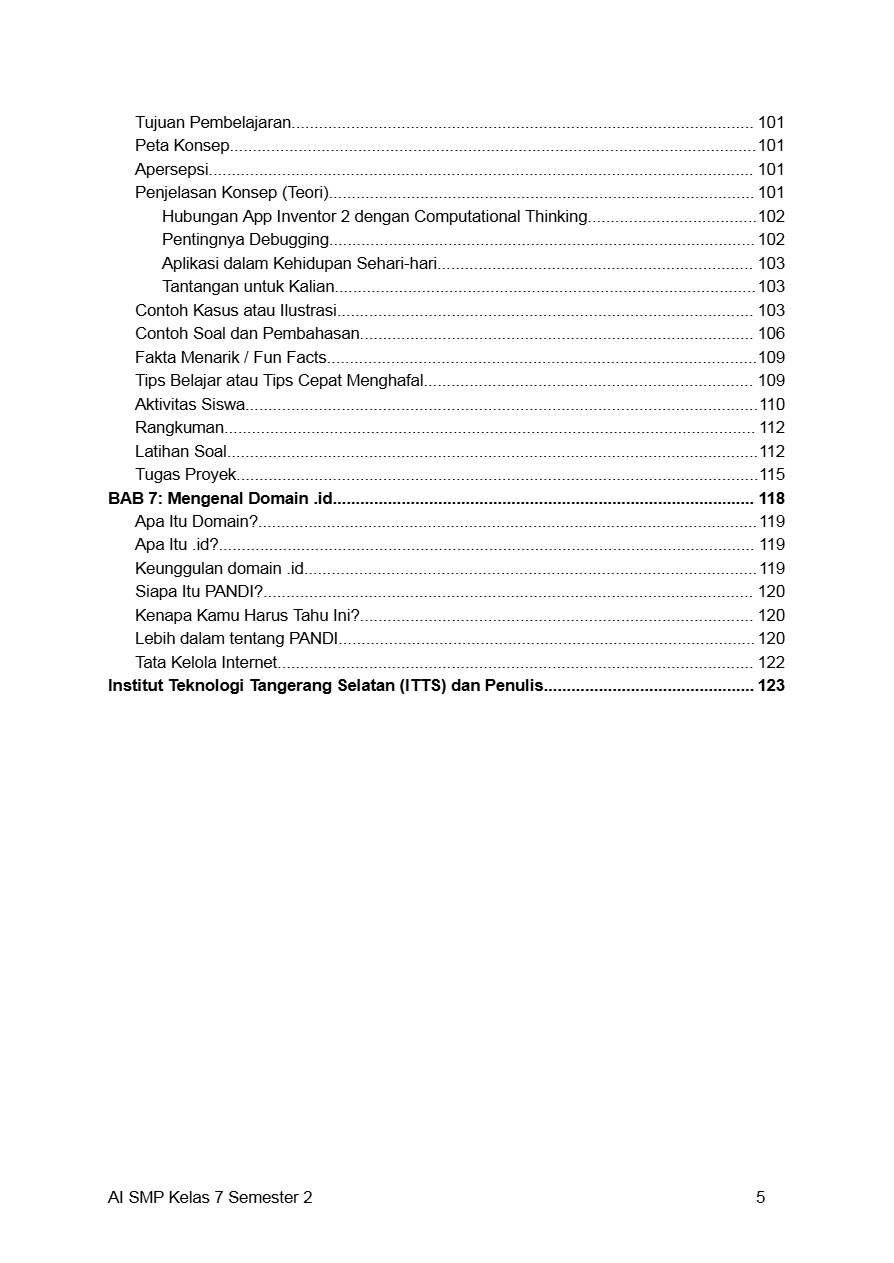 Tujuan Pembelajaran..................................................................................................... 101
Peta Konsep...................................................................................................................101
Apersepsi....................................................................................................................... 101
Penjelasan Konsep (Teori)............................................................................................. 101
Hubungan App Inventor 2 dengan Computational Thinking.....................................102
Pentingnya Debugging............................................................................................. 102
Aplikasi dalam Kehidupan Sehari-hari..................................................................... 103
Tantangan untuk Kalian............................................................................................103
Contoh Kasus atau Ilustrasi........................................................................................... 103
Contoh Soal dan Pembahasan...................................................................................... 106
Fakta Menarik / Fun Facts..............................................................................................109
Tips Belajar atau Tips Cepat Menghafal........................................................................ 109
Aktivitas Siswa................................................................................................................110
Rangkuman.................................................................................................................... 112
Latihan Soal....................................................................................................................112
Tugas Proyek..................................................................................................................115
BAB 7: Mengenal Domain .id............................................................................................ 118
Apa Itu Domain?.............................................................................................................119
Apa Itu .id?..................................................................................................................... 119
Keunggulan domain .id...................................................................................................119
Siapa Itu PANDI?........................................................................................................... 120
Kenapa Kamu Harus Tahu Ini?...................................................................................... 120
Lebih dalam tentang PANDI...........................................................................................120
Tata Kelola Internet........................................................................................................ 122
Institut Teknologi Tangerang Selatan (ITTS) dan Penulis.............................................. 123
AI SMP Kelas 7 Semester 2 5